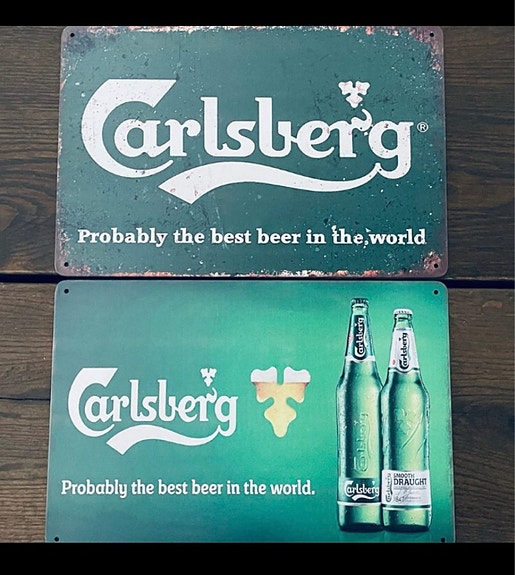 Carlsberg®
Probably the best beer in the world
Carlsberg
Probably the best beer in the world.
Carlsberg
Carlsberg
Carlsberg
SMOOTH
DRAUGHT